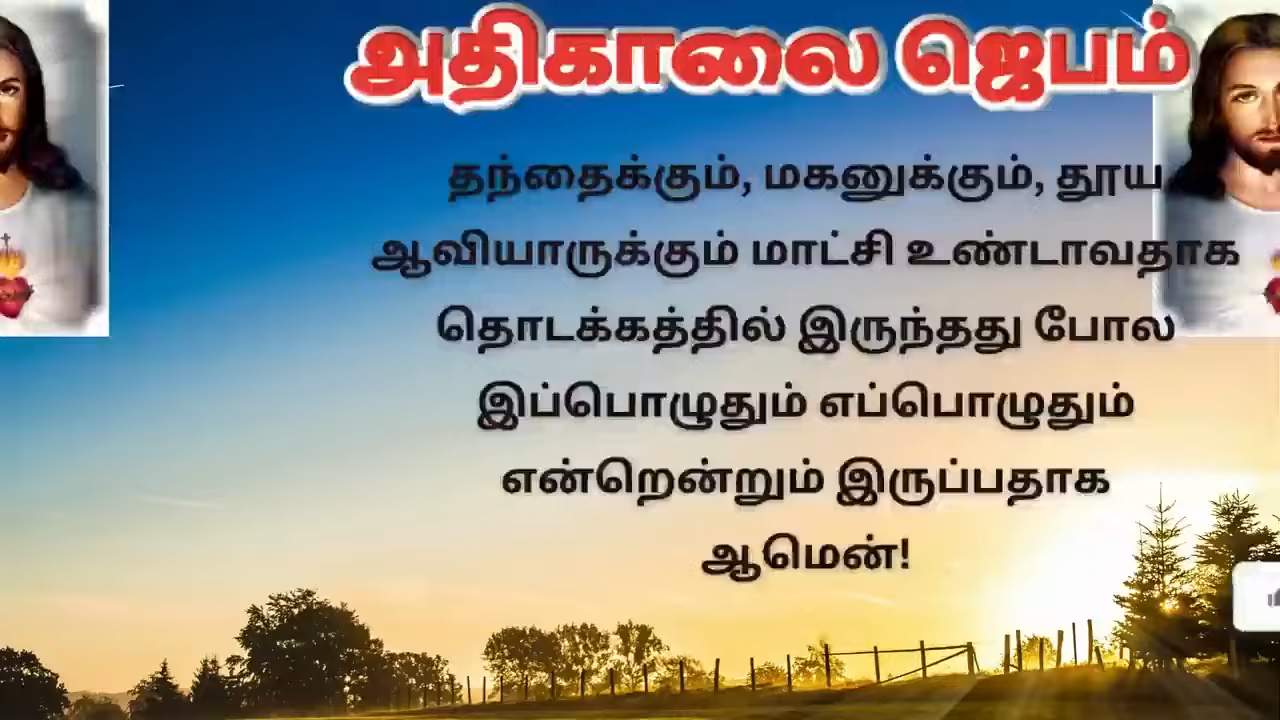 அதிகாலை ஜெபம்
தந்தைக்கும், மகனுக்கும், தூய
ஆவியாருக்கும் மாட்சி உண்டாவதாக
தொடக்கத்தில் இருந்தது போல
இப்பொழுதும் எப்பொழுதும்
என்றென்றும் இருப்பதாக
ஆமென்!